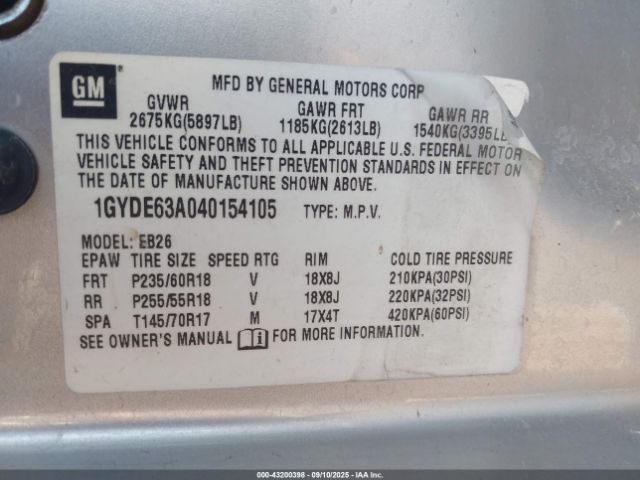 GM
MFD BY GENERAL MOTORS CORP
GVWR GAWR FRT GAWR RR
2675KG(5897LB) 1185KG(2613LB) 1540KG(3395LB
THIS VEHICLE CONFORMS TO ALL APPLICABLE U.S. FEDERAL MOTOR
VEHICLE SAFETY AND THEFT PREVENTION STANDARDS IN EFFECT ON
THE DATE OF MANUFACTURE SHOWN ABOVE.
1GYDE63A040154105 TYPE: M.P.V.
MODEL: EB26
EPAW TIRE SIZE SPEED RTG RIM COLD TIRE PRESSURE
FRT P235/60R18 V 18X8J 210KPA(30PSI)
RR P255/55R18 V 18X8J 220KPA(32PSI)
SPA T145/70R17 M 17X4T 420KPA(60PSI)
SEE OWNER'S MANUAL FOR MORE INFORMATION.
000-43200398 - 09/10/2025 - IAAI.COM